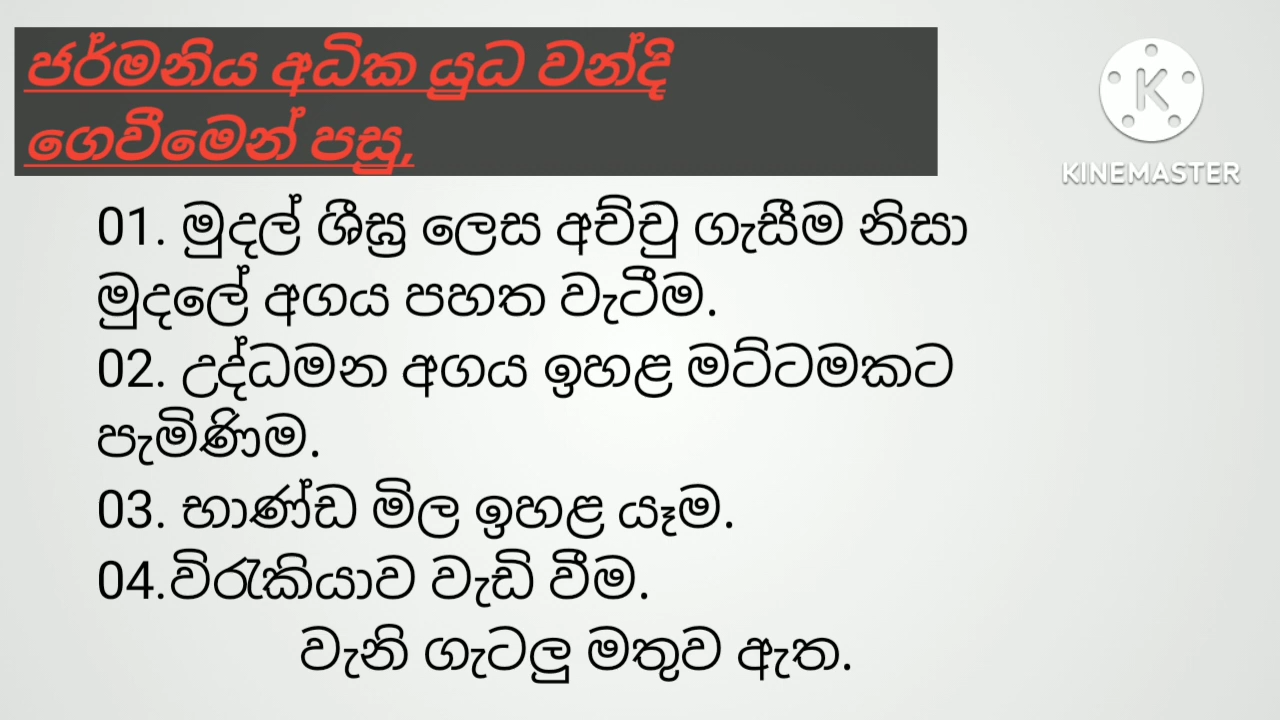 ජර්මනිය අධික යුධ වන්දි
ගෙවීමෙන් පසු,
K
KINEMASTER
01. මුදල් ශීඝ්‍ර ලෙස අච්චු ගැසීම නිසා
මුදලේ අගය පහත වැටීම.
02. උද්ධමන අගය ඉහළ මට්ටමකට
පැමිණිම.
03. භාණ්ඩ මිල ඉහළ යෑම.
04.විරැකියාව වැඩි වීම.
වැනි ගැටලු මතුව ඇත.